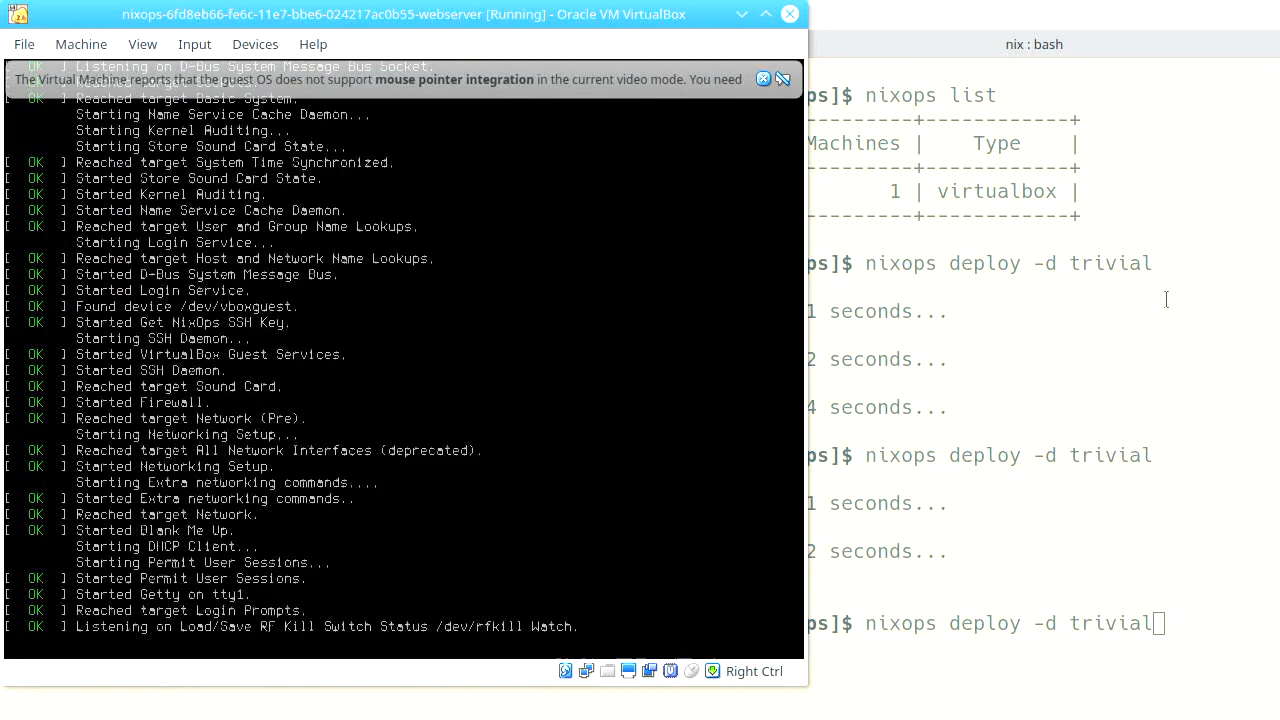 nixops-6fd8eb66-fe6c-11e7-bbe6-024217ac0b55-webserver [Running] - Oracle VM VirtualBox
File Machine View Input Devices Help
[ OK ] Listening on D-Bus System Message Bus Socket.
The Virtual Machine reports that the guest OS does not support mouse pointer integration in the current video mode. You need
[ OK ] Reached target Basic System.
Starting Name Service Cache Daemon...
Starting Kernel Auditing...
Starting Store Sound Card State...
[ OK ] Reached target System Time Synchronized.
[ OK ] Started Store Sound Card State.
[ OK ] Started Kernel Auditing.
[ OK ] Started Name Service Cache Daemon.
[ OK ] Reached target User and Group Name Lookups.
Starting Login Service...
[ OK ] Reached target Host and Network Name Lookups.
[ OK ] Started D-Bus System Message Bus.
[ OK ] Started Login Service.
[ OK ] Found device /dev/vboxguest.
[ OK ] Started Get NixOps SSH Key.
Starting SSH Daemon...
[ OK ] Started VirtualBox Guest Services.
[ OK ] Started SSH Daemon.
[ OK ] Reached target Sound Card.
[ OK ] Started Firewall.
[ OK ] Reached target Network (Pre).
Starting Networking Setup...
[ OK ] Reached target All Network Interfaces (deprecated).
[ OK ] Started Networking Setup.
Starting Extra networking commands....
[ OK ] Started Extra networking commands..
[ OK ] Reached target Network.
[ OK ] Started Blank Me Up.
Starting DHCP Client...
Starting Permit User Sessions...
[ OK ] Started Permit User Sessions.
[ OK ] Started Getty on tty1.
[ OK ] Reached target Login Prompts.
[ OK ] Listening on Load/Save RF Kill Switch Status /dev/rfkill Watch.
Right Ctrl
nix : bash
ps]$ nixops list
---------+------------+
Machines | Type |
---------+------------+
1 | virtualbox |
---------+------------+
ps]$ nixops deploy -d trivial
1 seconds...
2 seconds...
4 seconds...
ps]$ nixops deploy -d trivial
1 seconds...
2 seconds...
ps]$ nixops deploy -d trivial